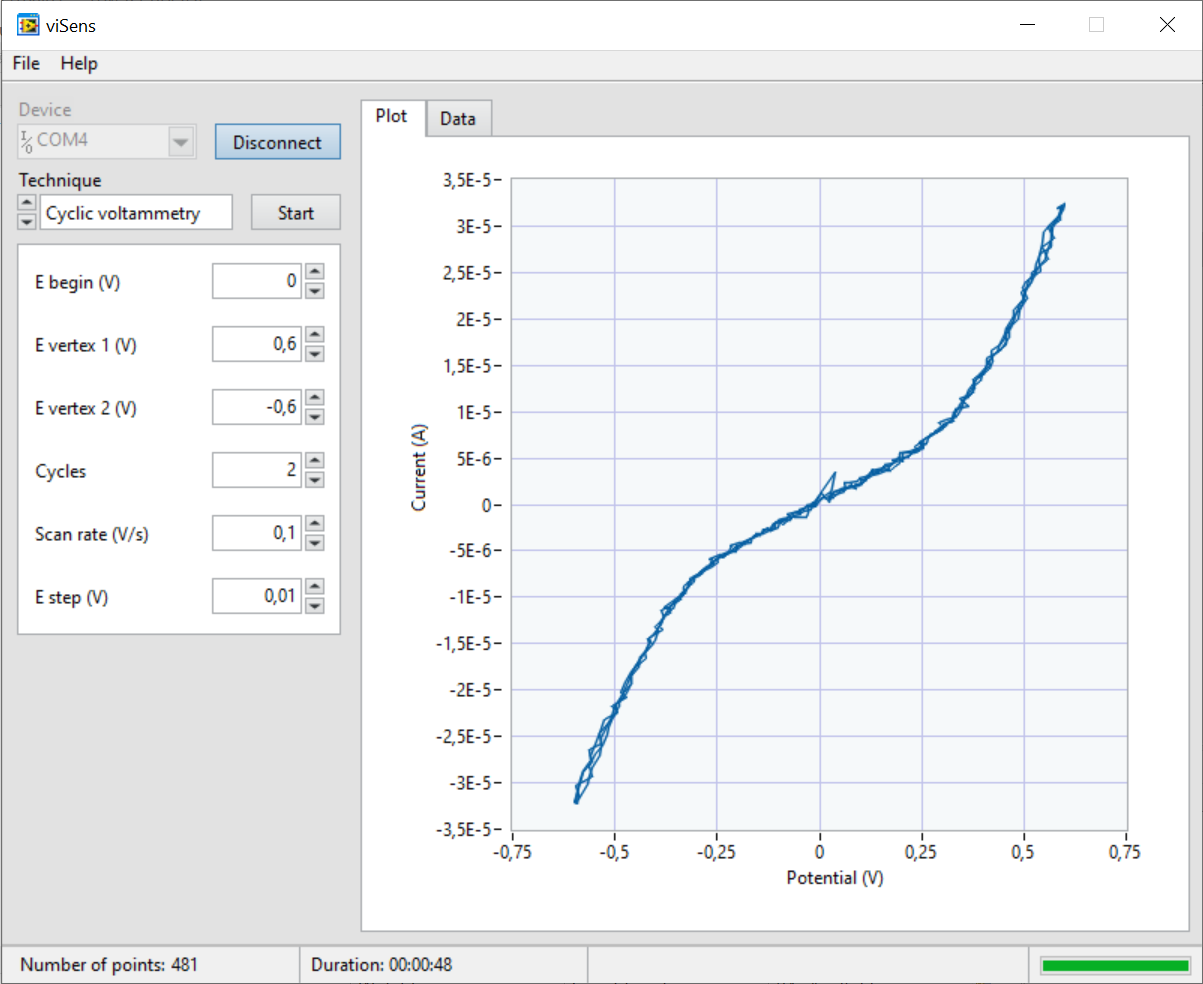 viSens
File Help
Device
I/O COM4
Disconnect
Technique
Cyclic voltammetry
Start
E begin (V) 0
E vertex 1 (V) 0,6
E vertex 2 (V) -0,6
Cycles 2
Scan rate (V/s) 0,1
E step (V) 0,01
Plot Data
3,5E-5
3E-5
2,5E-5
2E-5
1,5E-5
1E-5
5E-6
0
-5E-6
-1E-5
-1,5E-5
-2E-5
-2,5E-5
-3E-5
-3,5E-5
Current (A)
-0,75 -0,5 -0,25 0 0,25 0,5 0,75
Potential (V)
Number of points: 481 Duration: 00:00:48